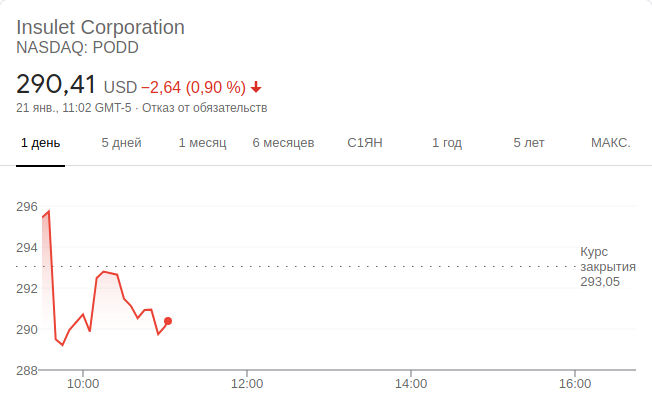 Insulet Corporation
NASDAQ: PODD
290,41 USD −2,64 (0,90 %)
21 янв., 11:02 GMT-5 · Отказ от обязательств
1 день 5 дней 1 месяц 6 месяцев С1ЯН 1 год 5 лет МАКС.
296
294
292
290
288
Курс
закрытия
293,05
10:00 12:00 14:00 16:00